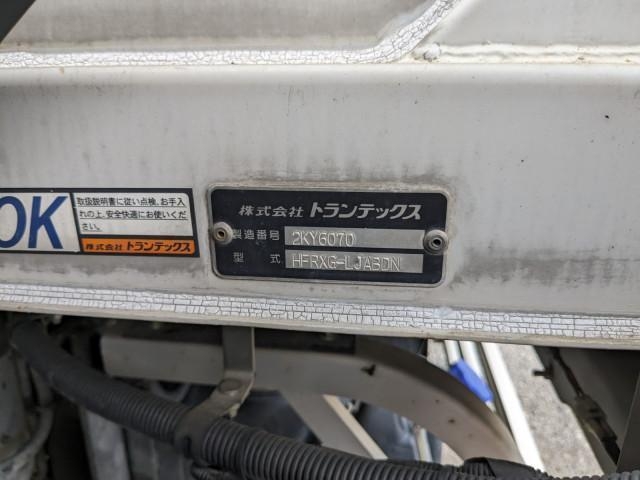 OK
取扱説明書に従い点検、お手入
れの上、安全快適にお使いくだ
さい。
株式会社 トランテックス
株式会社 トランテックス
製造番号 2KY6070
型式 HFRXG-LJABDN